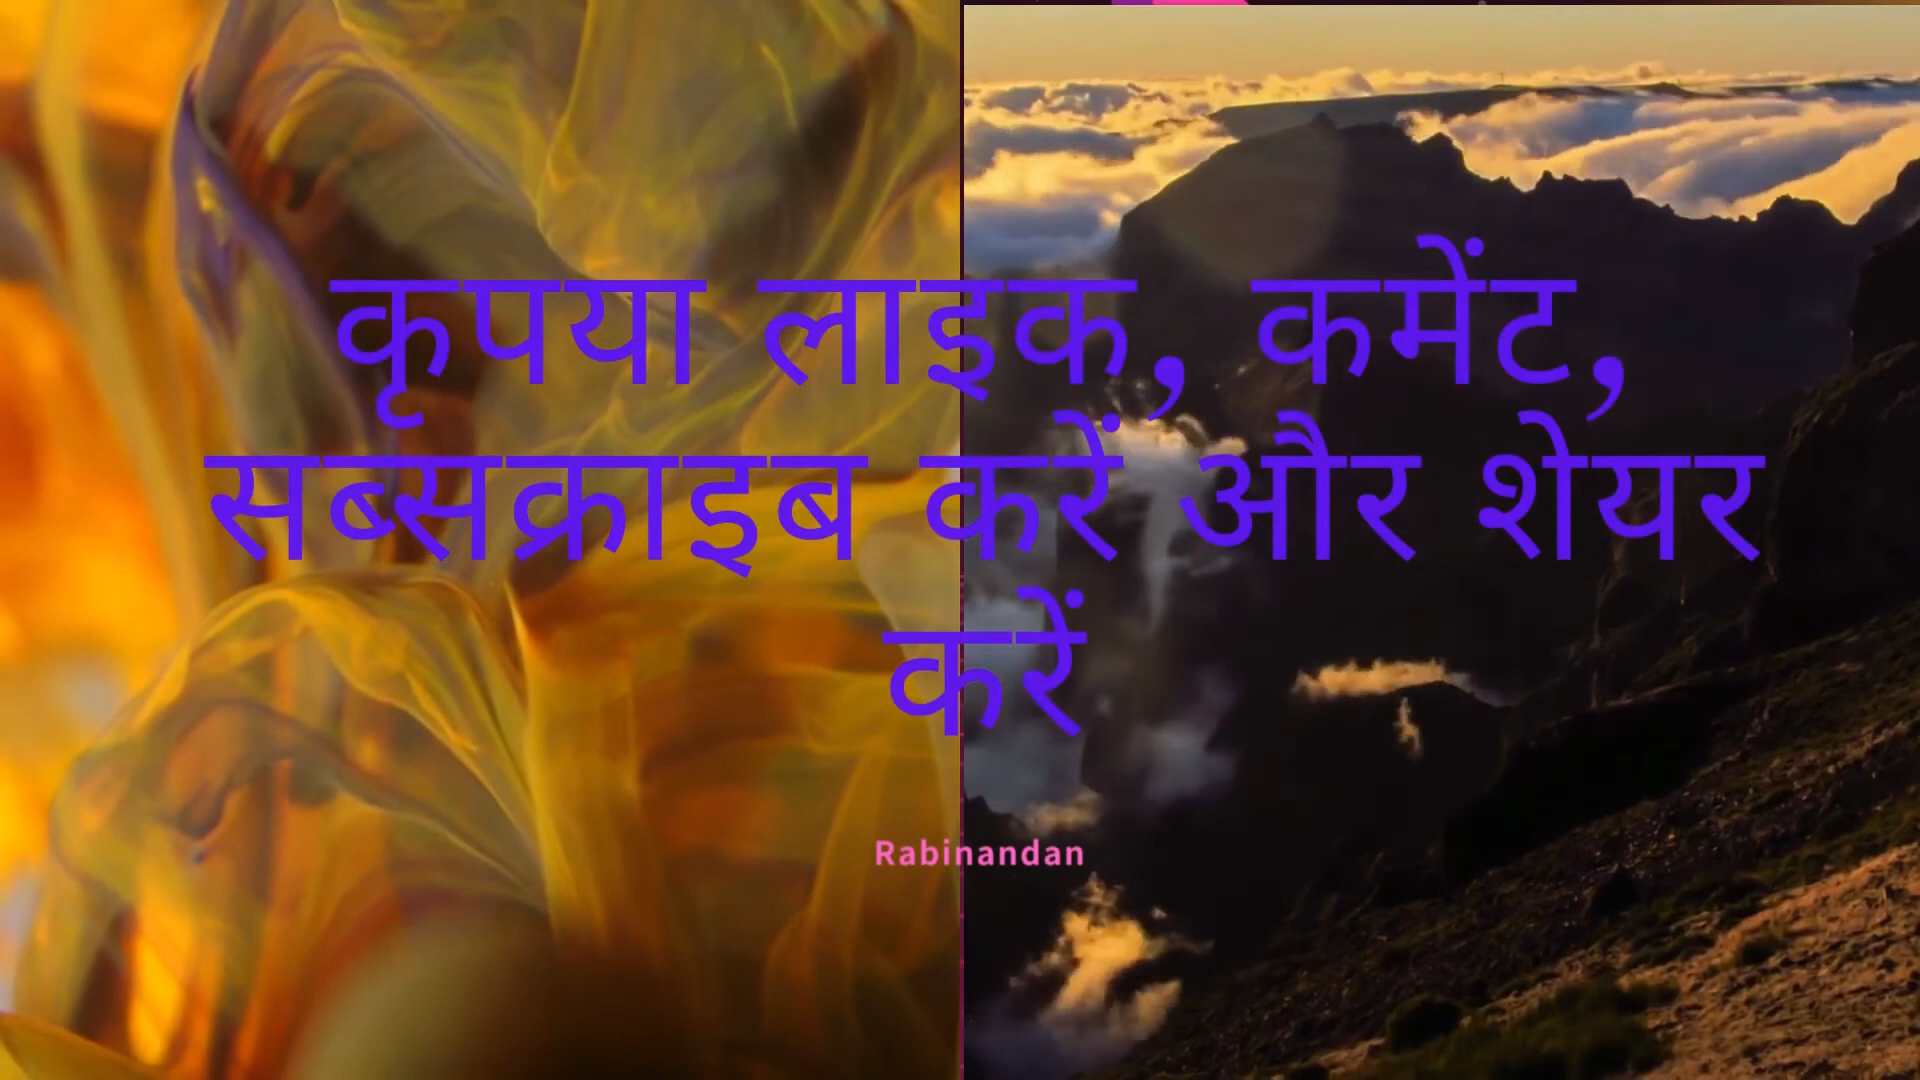 कृपया लाइक, कमेंट,
सब्सक्राइब करें और शेयर
करें
Rabinandan